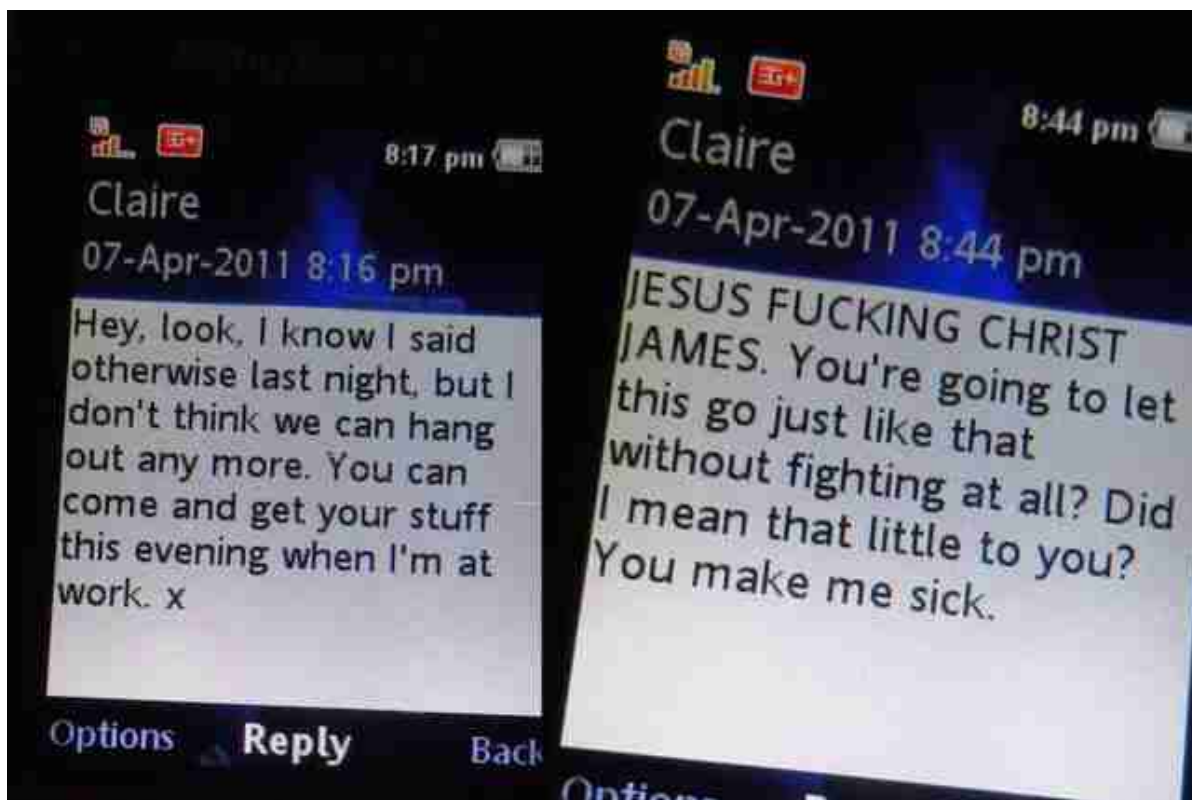 8:17 pm
Claire
07-Apr-2011 8:16 pm
Hey, look, I know I said
otherwise last night, but I
don't think we can hang
out any more. You can
come and get your stuff
this evening when I'm at
work. x
Options Reply Back
8:44 pm
Claire
07-Apr-2011 8:44 pm
JESUS FUCKING CHRIST
JAMES. You're going to let
this go just like that
without fighting at all? Did
I mean that little to you?
You make me sick.
Options